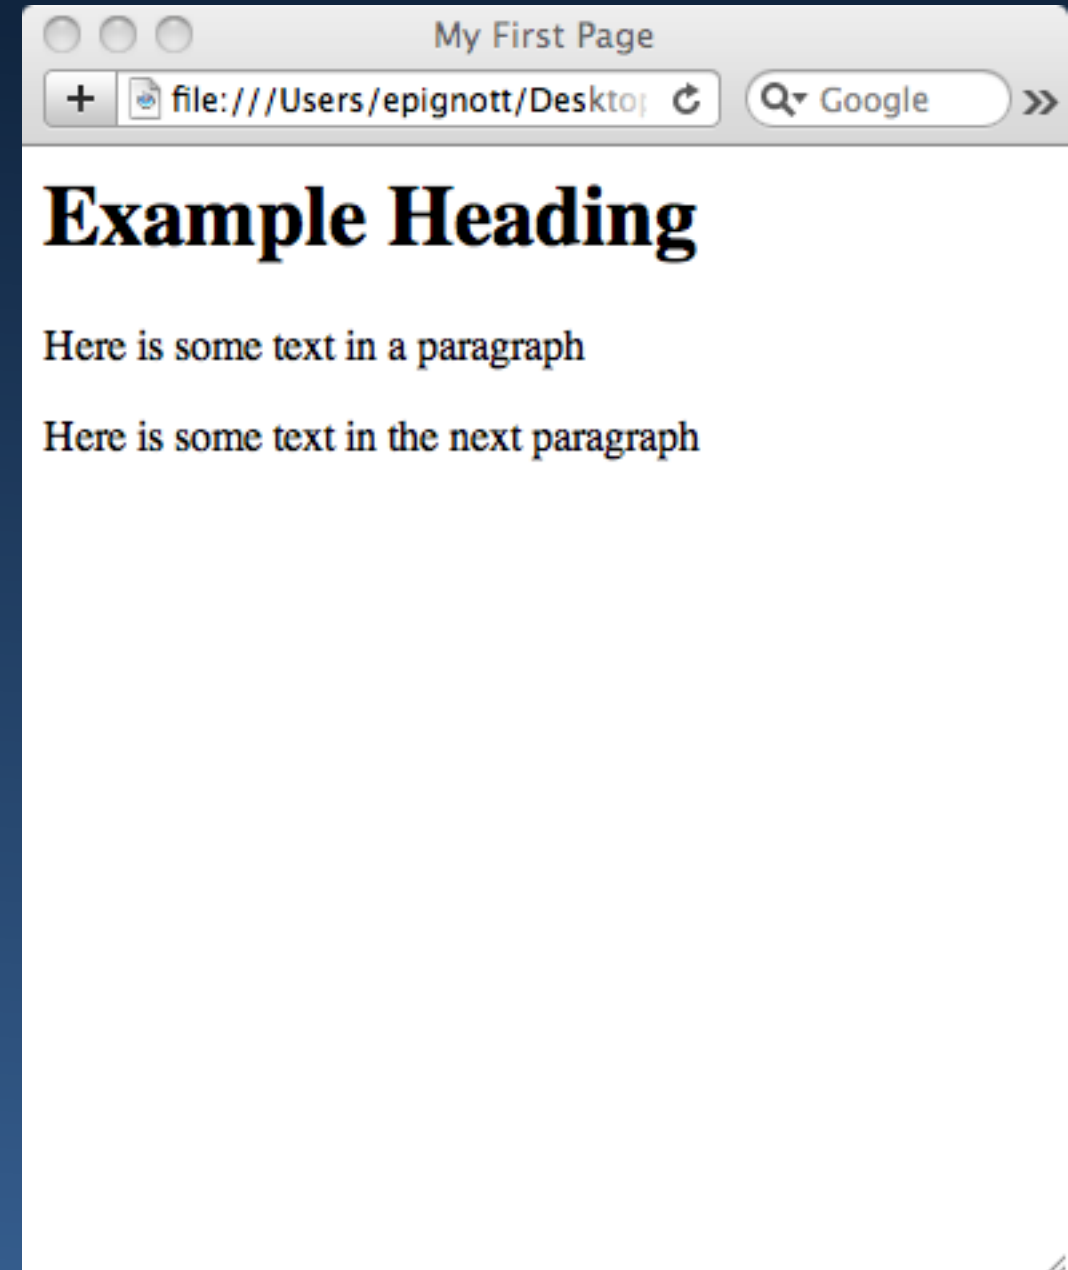 My First Page
file:///Users/epignott/Desktop
Google
Example Heading
Here is some text in a paragraph
Here is some text in the next paragraph